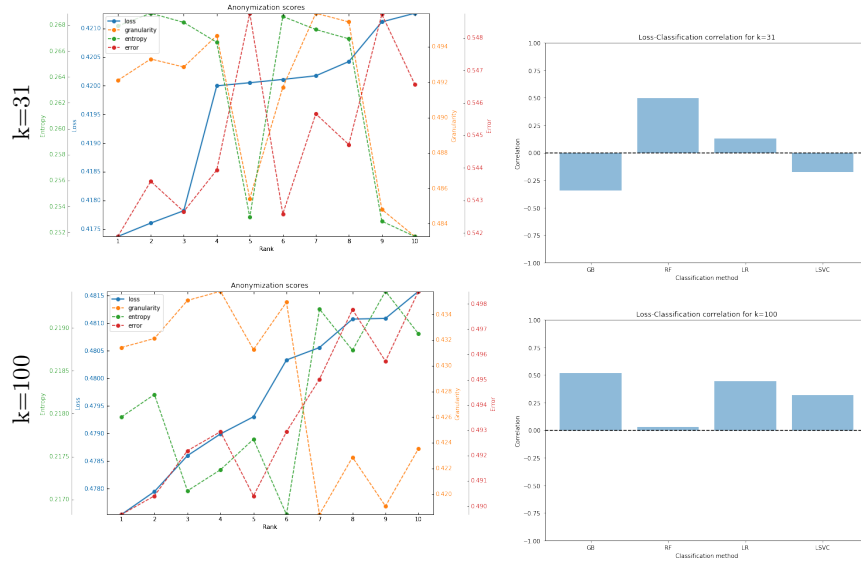 k=31
Anonymization scores
loss
granularity
entropy
error
0.268
0.266
0.264
0.262
0.260
0.258
0.256
0.254
0.252
Entropy
0.4210
0.4205
0.4200
0.4195
0.4190
0.4185
0.4180
0.4175
Loss
1 2 3 4 5 6 7 8 9 10
Rank
0.494
0.492
0.490
0.488
0.486
0.484
Granularity
0.548
0.547
0.546
0.545
0.544
0.543
0.542
Error
Loss-Classification correlation for k=31
1.00
0.75
0.50
0.25
0.00
−0.25
−0.50
−0.75
−1.00
Correlation
GB RF LR LSVC
Classification method
k=100
Anonymization scores
loss
granularity
entropy
error
0.2190
0.2185
0.2180
0.2175
0.2170
Entropy
0.4815
0.4810
0.4805
0.4800
0.4795
0.4790
0.4785
0.4780
Loss
1 2 3 4 5 6 7 8 9 10
Rank
0.434
0.432
0.430
0.428
0.426
0.424
0.422
0.420
Granularity
0.498
0.497
0.496
0.495
0.494
0.493
0.492
0.491
0.490
Error
Loss-Classification correlation for k=100
1.00
0.75
0.50
0.25
0.00
−0.25
−0.50
−0.75
−1.00
Correlation
GB RF LR LSVC
Classification method